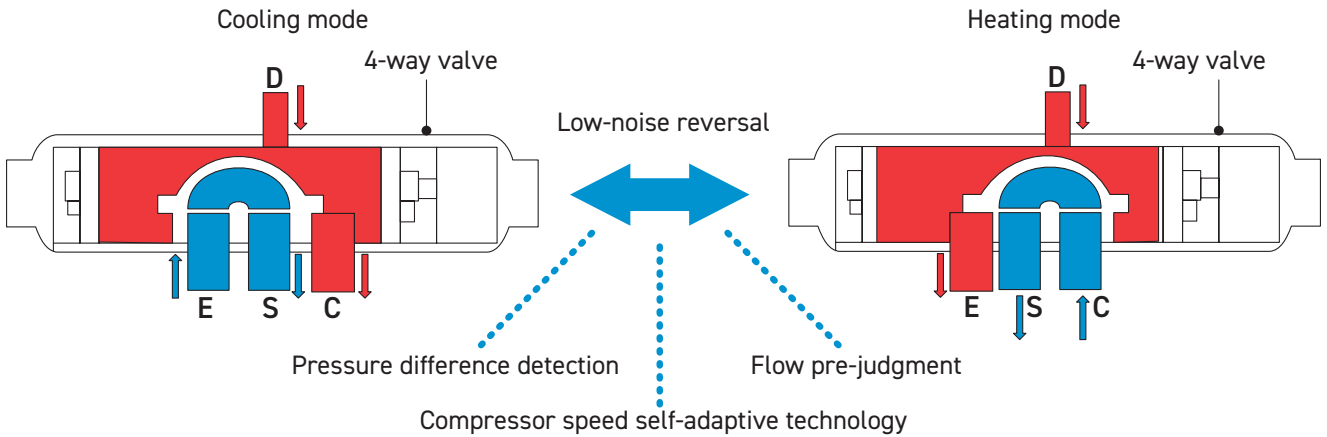 Cooling mode
D
4-way valve
E S C
Low-noise reversal
Heating mode
D
4-way valve
E S C
Pressure difference detection
Flow pre-judgment
Compressor speed self-adaptive technology